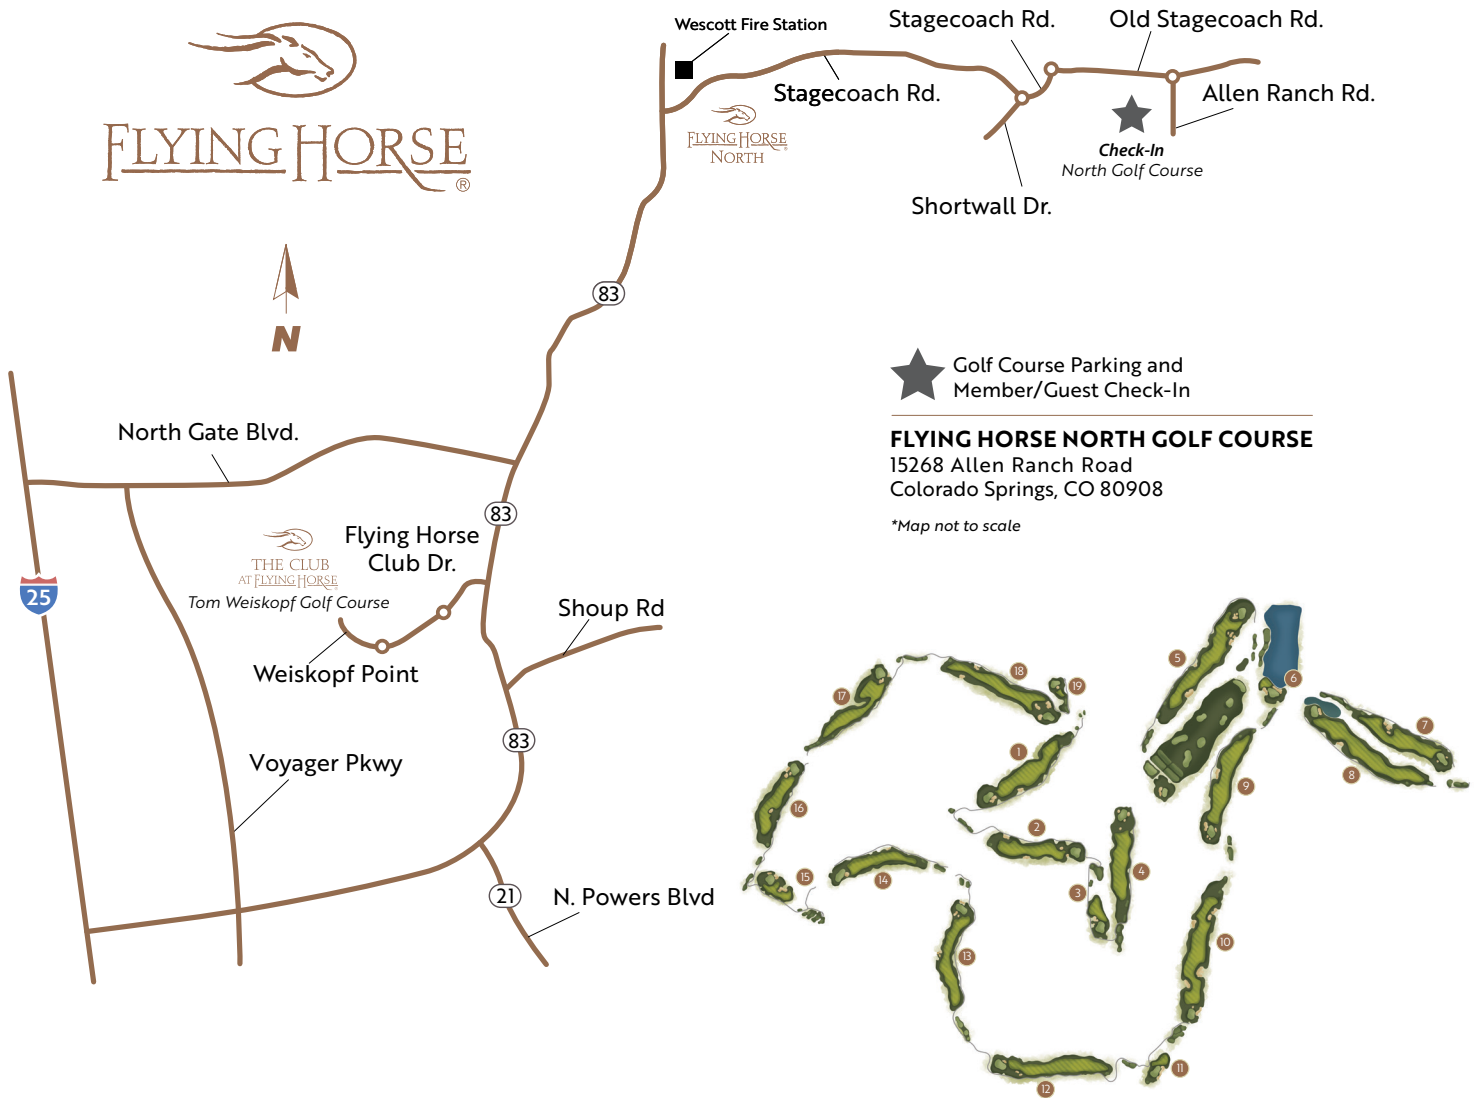 FLYING HORSE
®
N
Wescott Fire Station
Stagecoach Rd.
Stagecoach Rd.
Old Stagecoach Rd.
Allen Ranch Rd.
FLYING HORSE
NORTH
Check-In
North Golf Course
Shortwall Dr.
83
Golf Course Parking and
Member/Guest Check-In
FLYING HORSE NORTH GOLF COURSE
15268 Allen Ranch Road
Colorado Springs, CO 80908
*Map not to scale
North Gate Blvd.
83
Flying Horse
Club Dr.
THE CLUB
AT FLYING HORSE
Tom Weiskopf Golf Course
25
Shoup Rd
Weiskopf Point
83
Voyager Pkwy
21
N. Powers Blvd
5
6
17
18
19
7
1
8
9
16
2
4
15
14
3
10
13
11
12